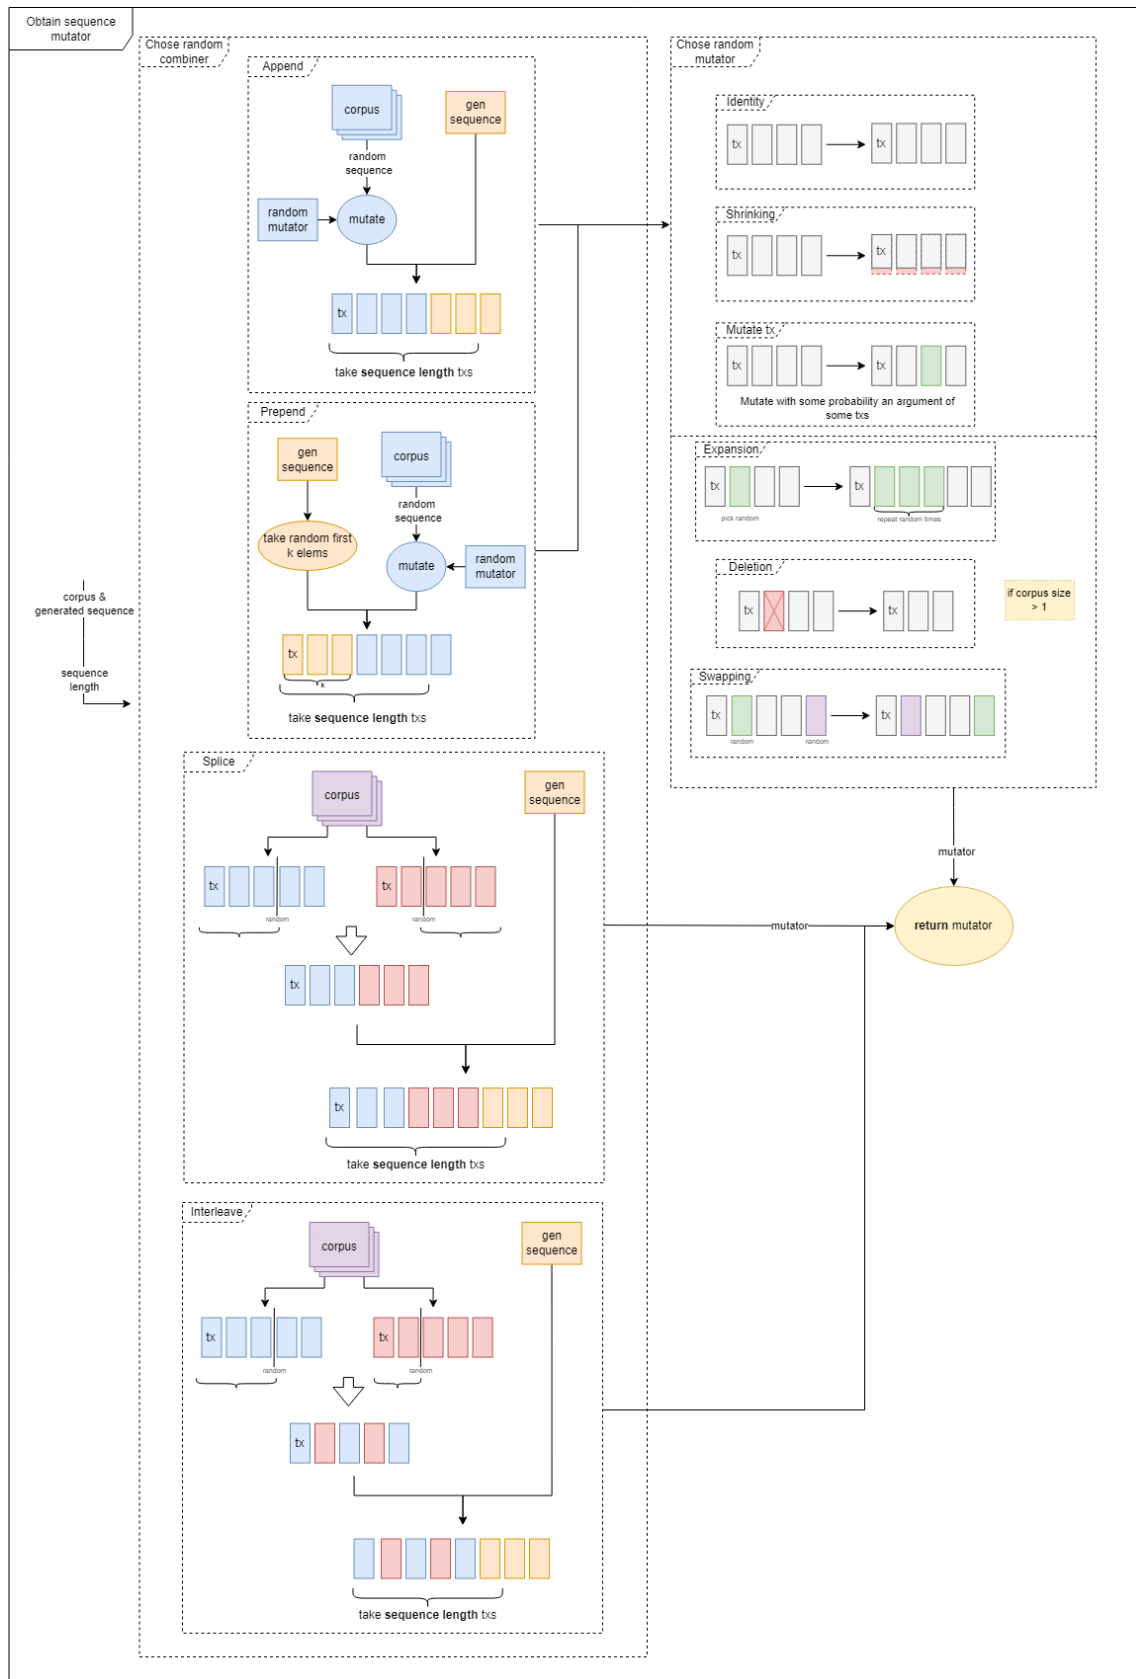 Obtain sequence
mutator
Chose random
combiner
Append
corpus
gen
sequence
random
sequence
random
mutator
mutate
tx
take sequence length txs
Prepend
gen
sequence
corpus
random
sequence
take random first
k elems
mutate
random
mutator
tx
k
take sequence length txs
corpus &
generated sequence
sequence
length
Splice
corpus
gen
sequence
tx
tx
random
random
tx
take sequence length txs
Interleave
corpus
gen
sequence
tx
tx
random
random
tx
take sequence length txs
Chose random
mutator
Identity
tx
tx
Shrinking
tx
tx
Mutate tx
tx
tx
Mutate with some probability an argument of
some txs
Expansion
tx
tx
pick random
repeat random times
Deletion
tx
tx
if corpus size
> 1
Swapping
tx
tx
random
random
mutator
mutator
return mutator